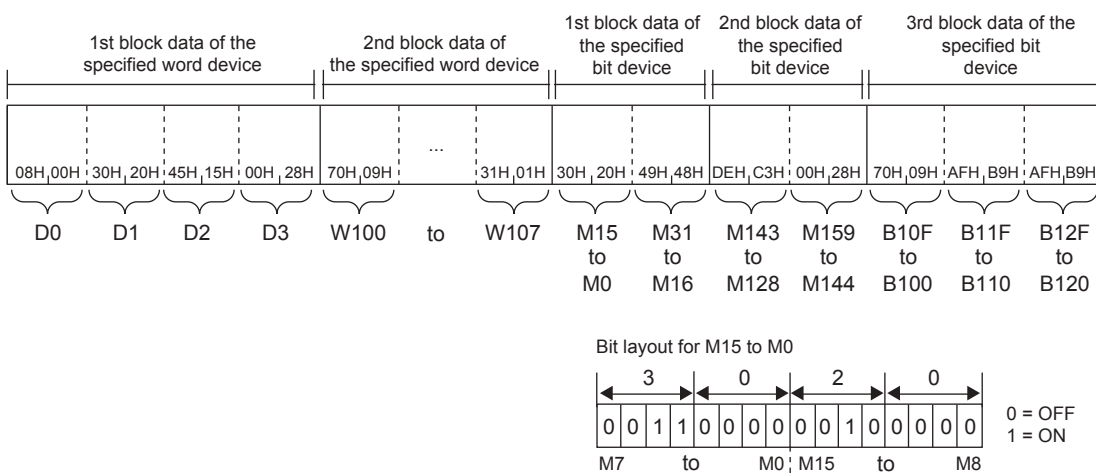 1st block data of the
specified word device
2nd block data of
the specified word device
1st block data of
the specified
bit device
2nd block data of
the specified
bit device
3rd block data of the
specified bit
device
08H 00H 30H 20H 45H 15H 00H 28H 70H 09H ... 31H 01H 30H 20H 49H 48H DEH C3H 00H 28H 70H 09H AFH B9H AFH B9H
D0 D1 D2 D3 W100 to W107
M15
to
M0
M31
to
M16
M143
to
M128
M159
to
M144
B10F
to
B100
B11F
to
B110
B12F
to
B120
Bit layout for M15 to M0
3 0 2 0
0 0 1 1 0 0 0 0 0 0 1 0 0 0 0 0
0 = OFF
1 = ON
M7 to M0 M15 to M8